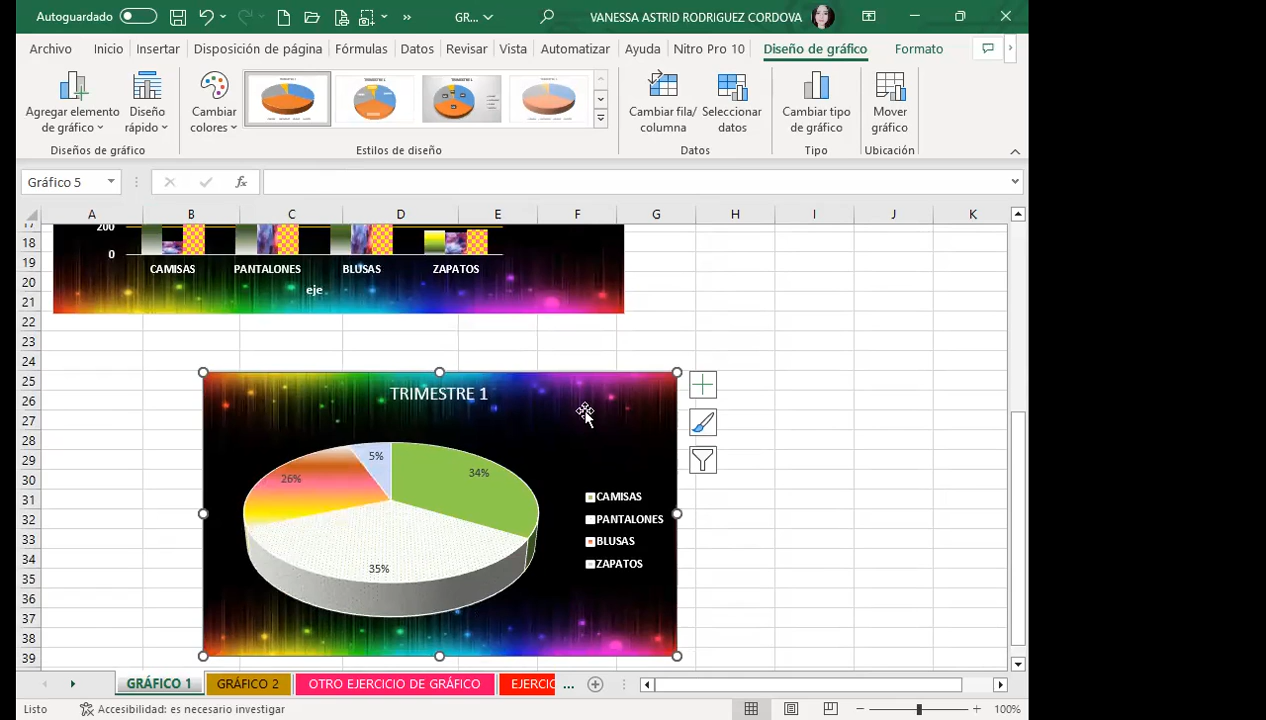 Autoguardado
GR...
VANESSA ASTRID RODRIGUEZ CORDOVA
Archivo Inicio Insertar Disposición de página Fórmulas Datos Revisar Vista Automatizar Ayuda Nitro Pro 10 Diseño de gráfico Formato
Agregar elemento de gráfico
Diseño rápido
Cambiar colores
Cambiar fila/ columna
Seleccionar datos
Cambiar tipo de gráfico
Mover gráfico
Diseños de gráfico Estilos de diseño Datos Tipo Ubicación
Gráfico 5
fx
A B C D E F G H I J K
17
18
19
20
21
22
23
24
25
26
27
28
29
30
31
32
33
34
35
36
37
38
39
200
0
CAMISAS PANTALONES BLUSAS ZAPATOS
eje
TRIMESTRE 1
5%
34%
26%
35%
CAMISAS
PANTALONES
BLUSAS
ZAPATOS
GRÁFICO 1 GRÁFICO 2 OTRO EJERCICIO DE GRÁFICO EJERCIC ...
Listo Accesibilidad: es necesario investigar 100%